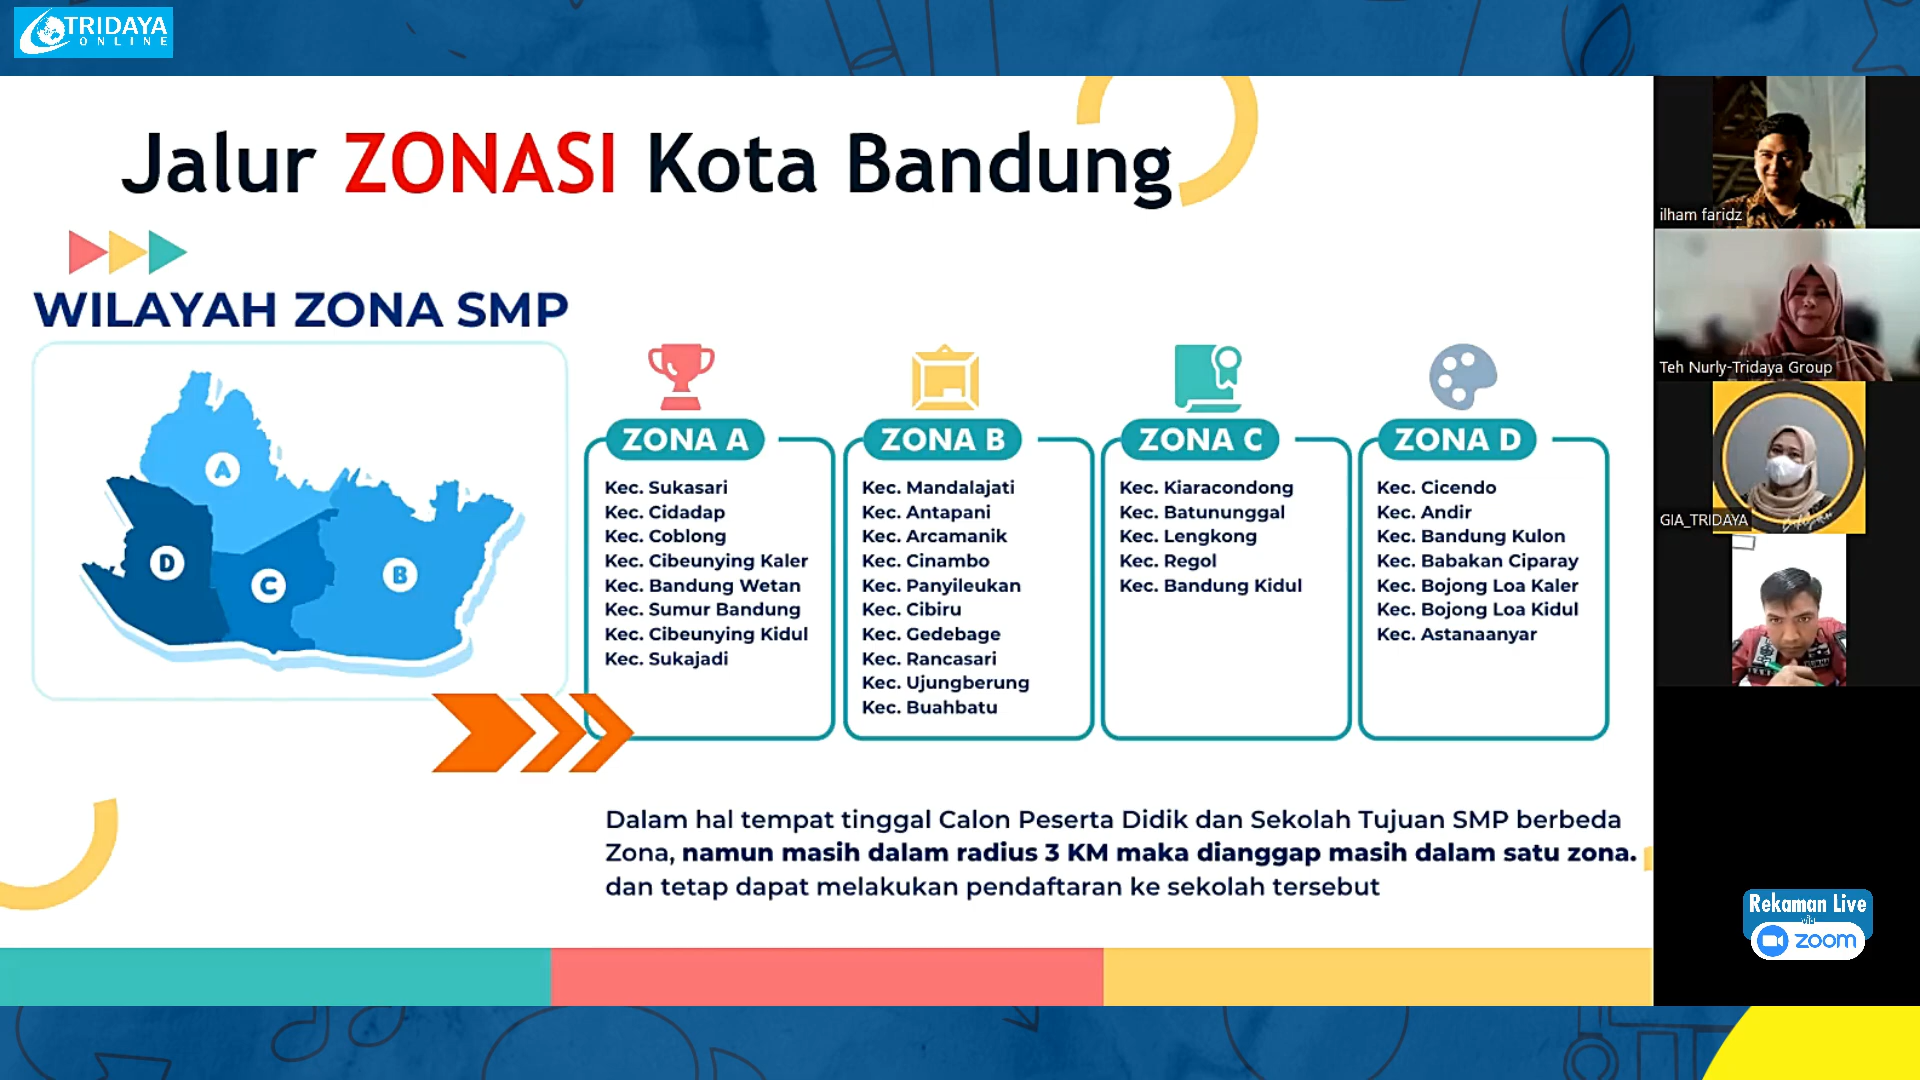 TRIDAYA
ONLINE
Jalur ZONASI Kota Bandung
WILAYAH ZONA SMP
A
D
C
B
ZONA A
Kec. Sukasari
Kec. Cidadap
Kec. Coblong
Kec. Cibeunying Kaler
Kec. Bandung Wetan
Kec. Sumur Bandung
Kec. Cibeunying Kidul
Kec. Sukajadi
ZONA B
Kec. Mandalajati
Kec. Antapani
Kec. Arcamanik
Kec. Cinambo
Kec. Panyileukan
Kec. Cibiru
Kec. Gedebage
Kec. Rancasari
Kec. Ujungberung
Kec. Buahbatu
ZONA C
Kec. Kiaracondong
Kec. Batununggal
Kec. Lengkong
Kec. Regol
Kec. Bandung Kidul
ZONA D
Kec. Cicendo
Kec. Andir
Kec. Bandung Kulon
Kec. Babakan Ciparay
Kec. Bojong Loa Kaler
Kec. Bojong Loa Kidul
Kec. Astanaanyar
Dalam hal tempat tinggal Calon Peserta Didik dan Sekolah Tujuan SMP berbeda
Zona, namun masih dalam radius 3 KM maka dianggap masih dalam satu zona.
dan tetap dapat melakukan pendaftaran ke sekolah tersebut
ilham faridz
Teh Nurly-Tridaya Group
GIA_TRIDAYA
Rekaman Live
via
zoom